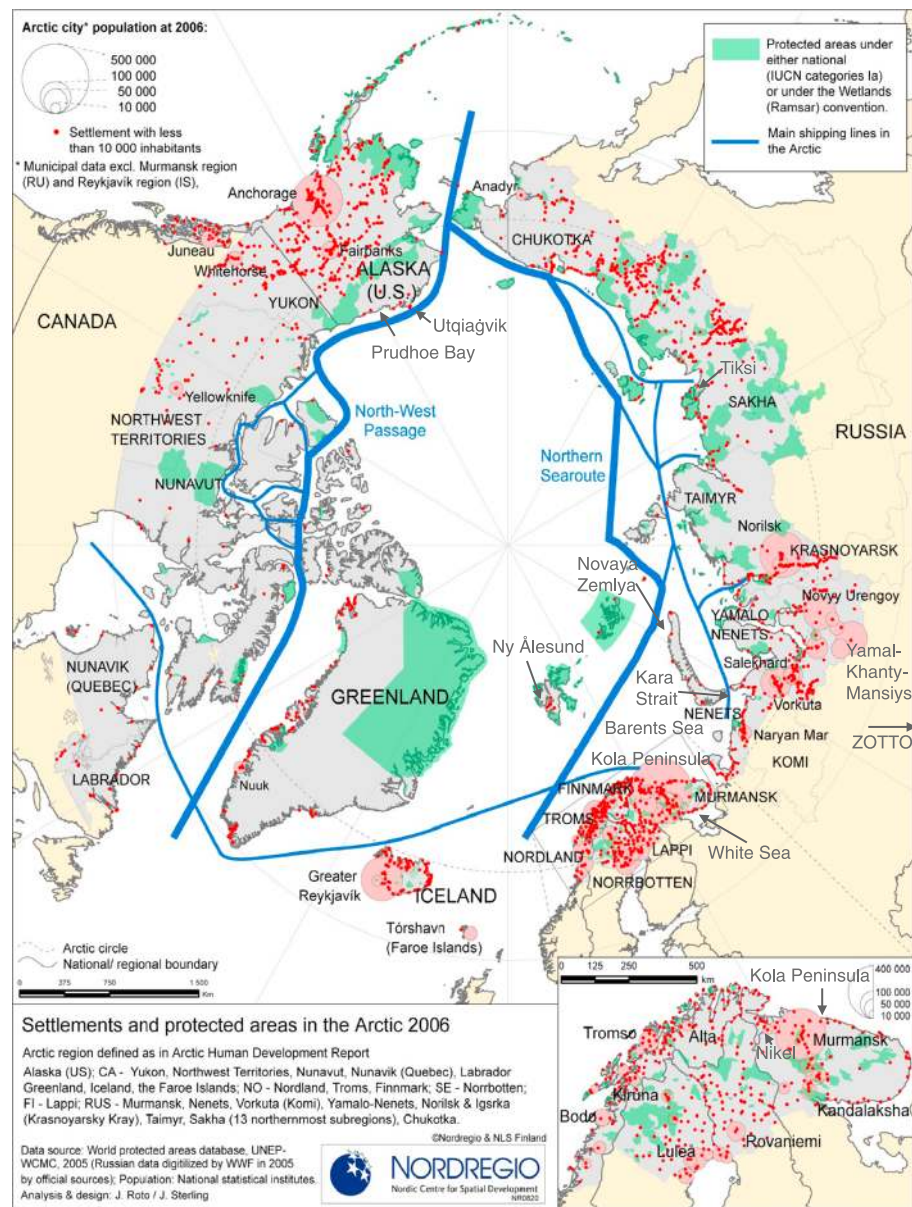 Arctic city* population at 2006:
500 000
100 000
50 000
10 000
Settlement with less
than 10 000 inhabitants
* Municipal data excl. Murmansk region
(RU) and Reykjavík region (IS),
Protected areas under
either national
(IUCN categories Ia)
or under the Wetlands
(Ramsar) convention.
Main shipping lines in
the Arctic
Anchorage
Anadyr
Juneau
Fairbanks
CHUKOTKA
Whitehorse
ALASKA
(U.S.)
YUKON
CANADA
Utqiaġvik
Prudhoe Bay
Tiksi
Yellowknife
SAKHA
NORTHWEST
TERRITORIES
North-West
Passage
RUSSIA
Northern
Searoute
NUNAVUT
TAIMYR
Norilsk
KRASNOYARSK
Novaya
Zemlya
Novyy Urengoy
YAMALO
NENETS
Ny Ålesund
Yamal-
Khanty-
Mansiys
NUNAVIK
(QUEBEC)
Salekhard
Kara
Strait
GREENLAND
NENETS
Vorkuta
Barents Sea
Naryan Mar
ZOTTO
Kola Peninsula
KOMI
LABRADOR
Nuuk
FINNMARK
MURMANSK
TROMS
White Sea
NORDLAND
LAPPI
Greater
Reykjavík
ICELAND
NORRBOTTEN
Tórshavn
(Faroe Islands)
Arctic circle
National/ regional boundary
0 375 750 1 500
Km
0 125 250 500
km
Kola Peninsula
400 000
100 000
50 000
10 000
Tromsø
Alta
Murmansk
Nikel
Kiruna
Kandalaksha
Bodø
Rovaniemi
Luleå
Settlements and protected areas in the Arctic 2006
Arctic region defined as in Arctic Human Development Report
Alaska (US); CA - Yukon, Northwest Territories, Nunavut, Nunavik (Quebec), Labrador
Greenland, Iceland, the Faroe Islands; NO - Nordland, Troms, Finnmark; SE - Norrbotten;
FI - Lappi; RUS - Murmansk, Nenets, Vorkuta (Komi), Yamalo-Nenets, Norilsk & Igsrka
(Krasnoyarsky Kray), Taimyr, Sakha (13 northernmost subregions), Chukotka.
©Nordregio & NLS Finland
Data source: World protected areas database, UNEP-
WCMC, 2005 (Russian data digitilized by WWF in 2005
by official sources); Population: National statistical institutes.
Analysis & design: J. Roto / J. Sterling
NORDREGIO
Nordic Centre for Spatial Development
NR0820